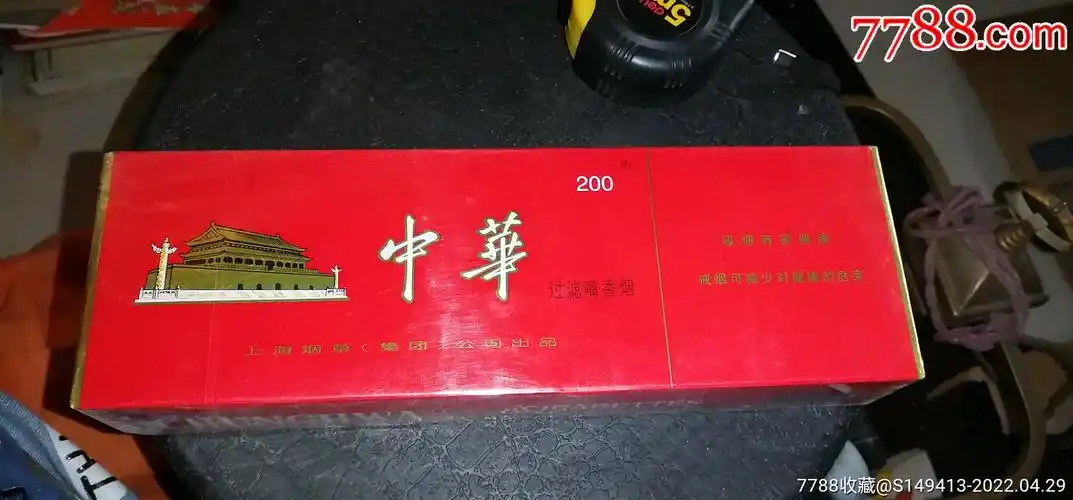 7788.com
deli
5m
200
中華
过滤嘴香烟
上海烟草(集团)公司出品
吸烟有害健康
戒烟可减少对健康的危害
7788收藏@S149413-2022.04.29